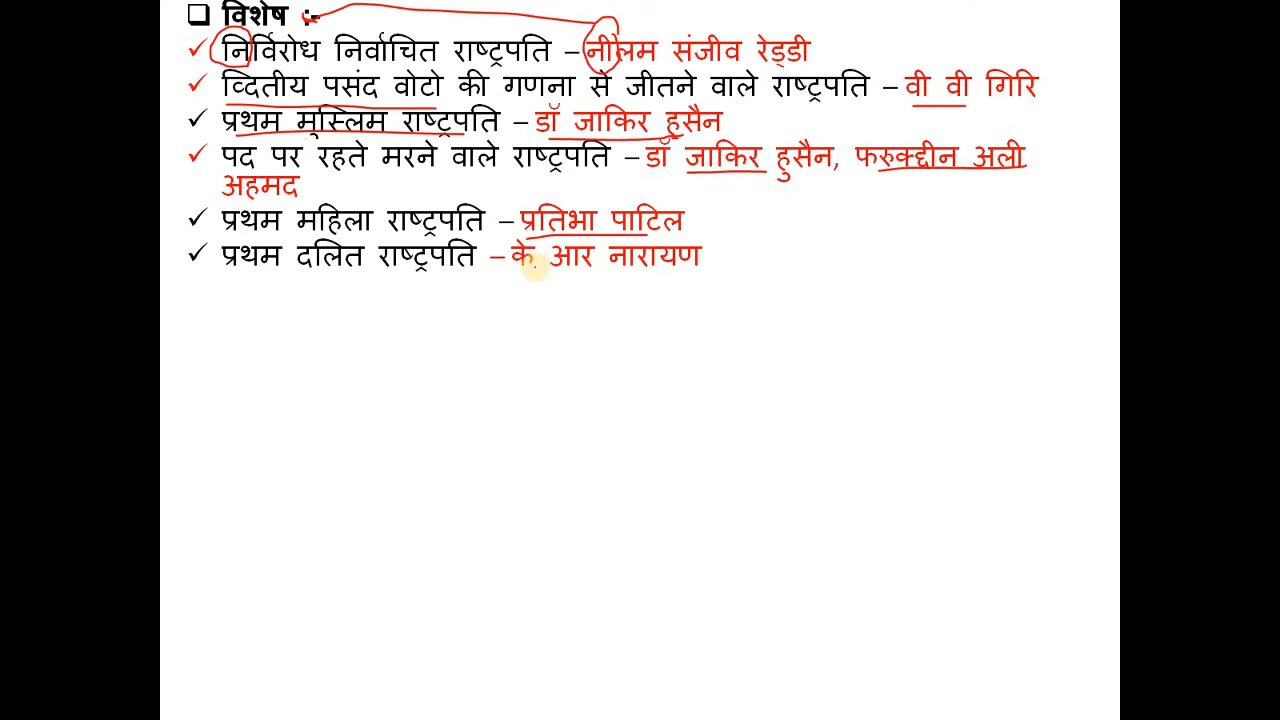 ❑ विशेष :-
✓ निर्विरोध निर्वाचित राष्ट्रपति – नीलम संजीव रेड्डी
✓ व्दितीय पसंद वोटो की गणना से जीतने वाले राष्ट्रपति – वी वी गिरि
✓ प्रथम मुस्लिम राष्ट्रपति – डॉ जाकिर हुसैन
✓ पद पर रहते मरने वाले राष्ट्रपति – डॉ जाकिर हुसैन, फरुक्द्दीन अली
अहमद
✓ प्रथम महिला राष्ट्रपति – प्रतिभा पाटिल
✓ प्रथम दलित राष्ट्रपति – के आर नारायण